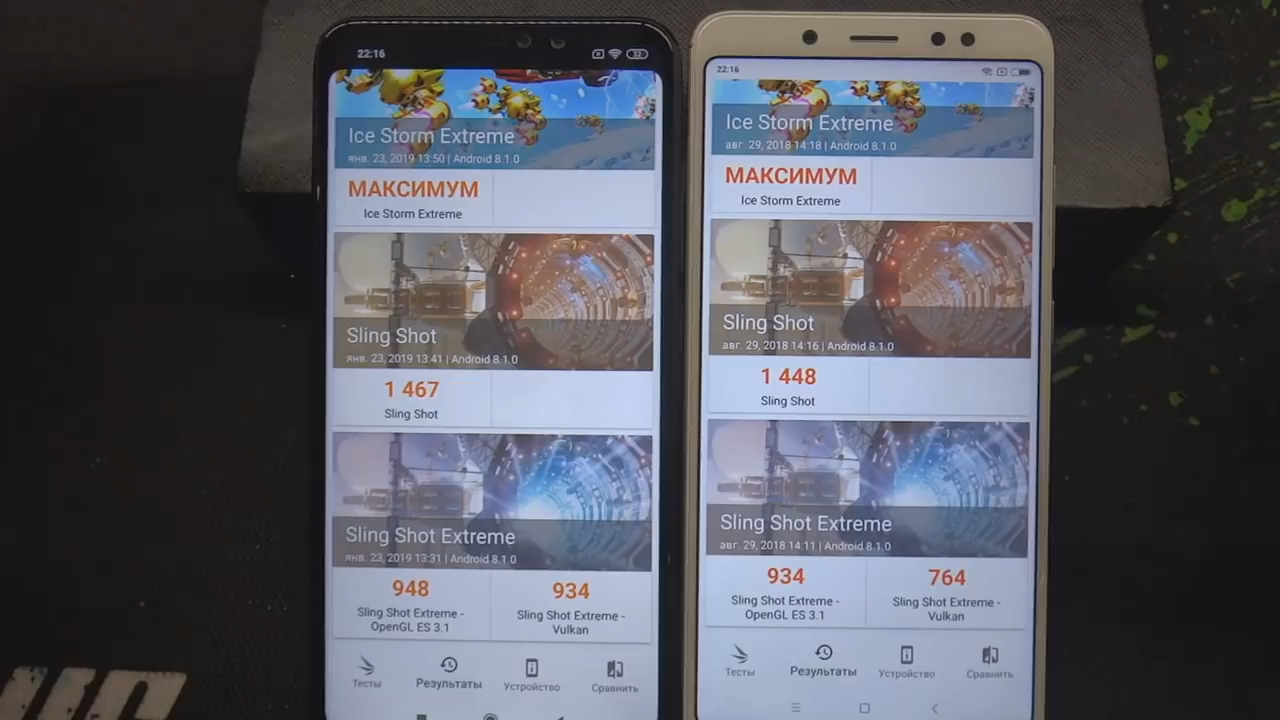 22:16
32
Ice Storm Extreme
янв. 23, 2019 13:50 | Android 8.1.0
МАКСИМУМ
Ice Storm Extreme
Sling Shot
янв. 23, 2019 13:41 | Android 8.1.0
1 467
Sling Shot
Sling Shot Extreme
янв. 23, 2019 13:31 | Android 8.1.0
948
Sling Shot Extreme -
OpenGL ES 3.1
934
Sling Shot Extreme -
Vulkan
Тесты
Результаты
Устройство
Сравнить
22:16
Ice Storm Extreme
авг. 29, 2018 14:18 | Android 8.1.0
МАКСИМУМ
Ice Storm Extreme
Sling Shot
авг. 29, 2018 14:16 | Android 8.1.0
1 448
Sling Shot
Sling Shot Extreme
авг. 29, 2018 14:11 | Android 8.1.0
934
Sling Shot Extreme -
OpenGL ES 3.1
764
Sling Shot Extreme -
Vulkan
Тесты
Результаты
Устройство
Сравнить